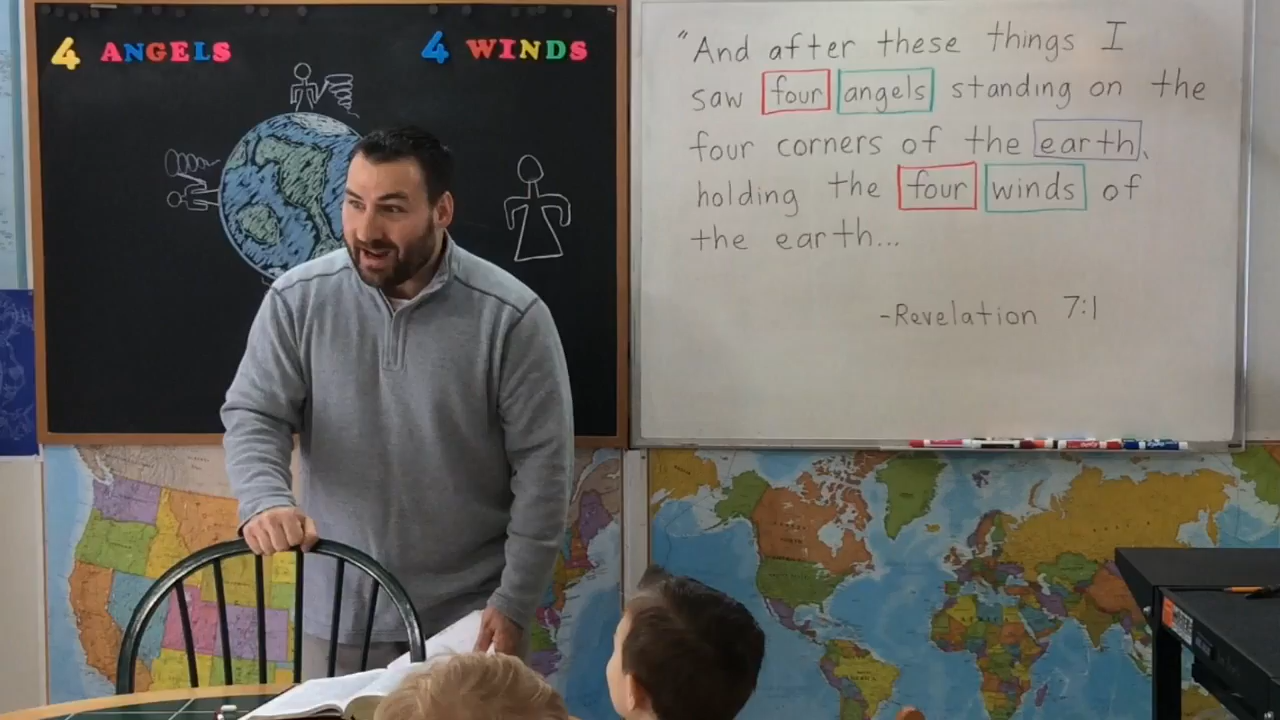 4 ANGELS 4 WINDS
"And after these things I
saw four angels standing on the
four corners of the earth,
holding the four winds of
the earth...
-Revelation 7:1